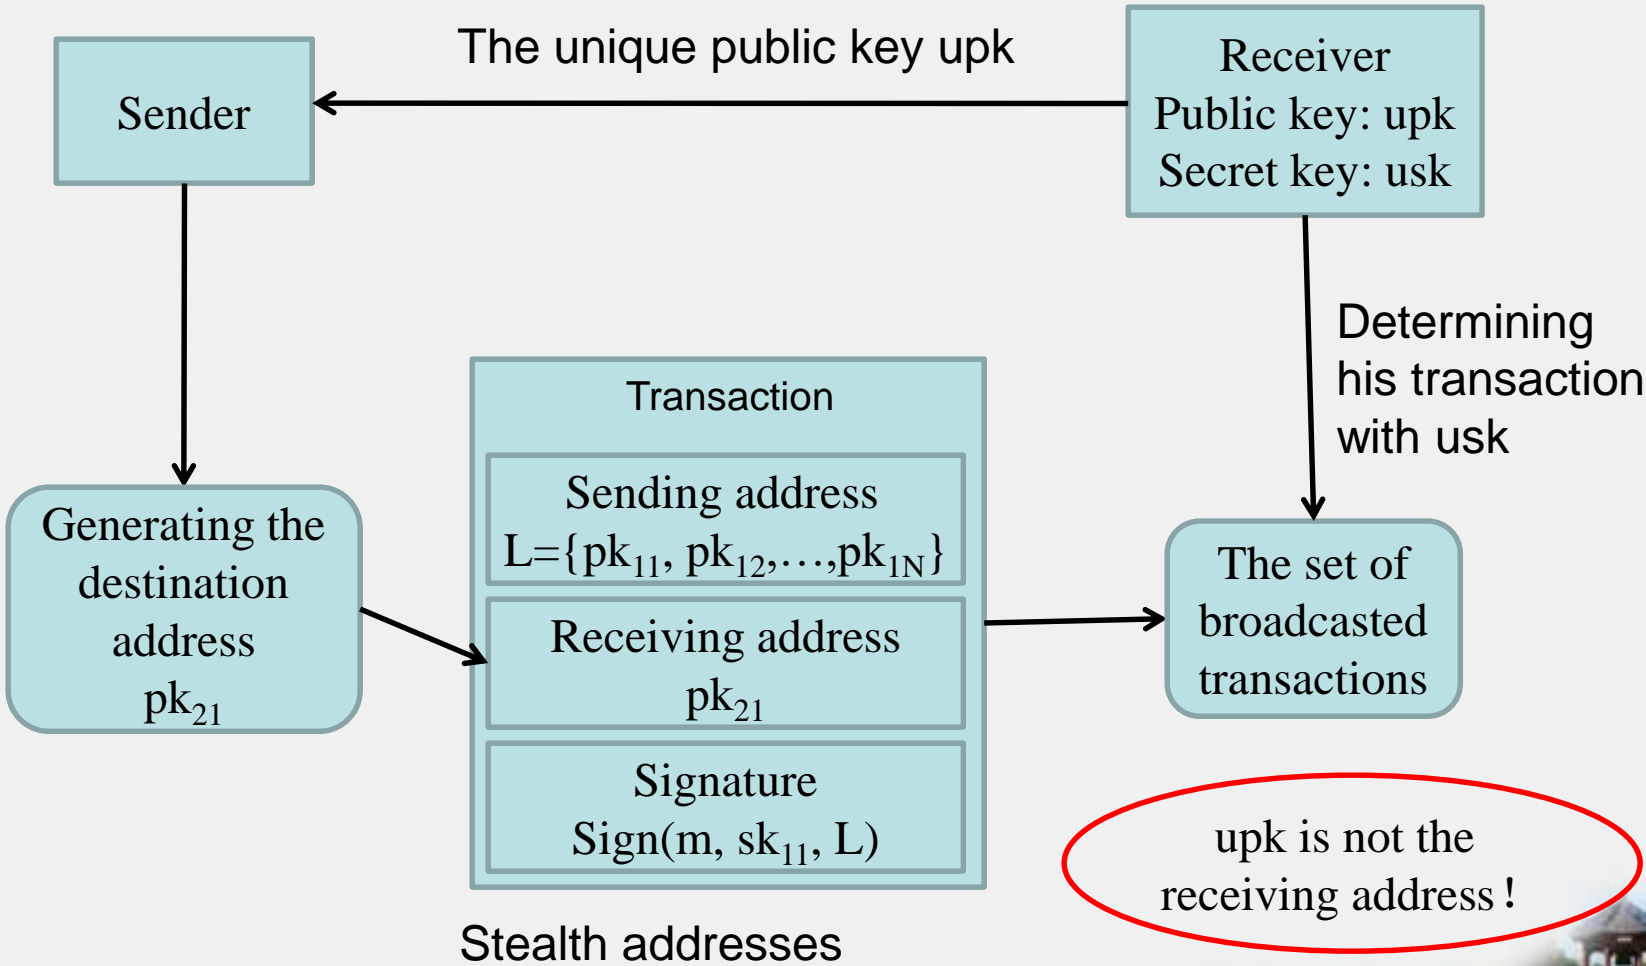 The unique public key upk
Sender
Receiver
Public key: upk
Secret key: usk
Determining
his transaction
with usk
Generating the
destination
address
pk₂₁
Transaction
Sending address
L={pk₁₁, pk₁₂,…,pk₁N}
Receiving address
pk₂₁
Signature
Sign(m, sk₁₁, L)
The set of
broadcasted
transactions
upk is not the
receiving address！
Stealth addresses